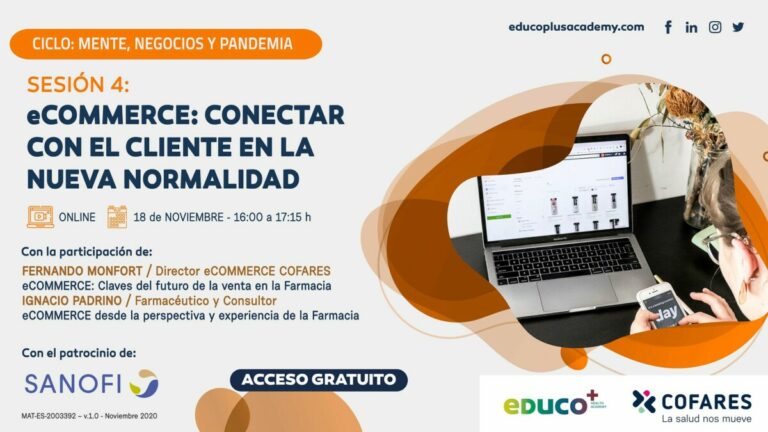 CICLO: MENTE, NEGOCIOS Y PANDEMIA
educoplusacademy.com
SESIÓN 4:
eCOMMERCE: CONECTAR
CON EL CLIENTE EN LA
NUEVA NORMALIDAD
ONLINE
18 de NOVIEMBRE - 16:00 a 17:15 h
Con la participación de:
FERNANDO MONFORT / Director eCOMMERCE COFARES
eCOMMERCE: Claves del futuro de la venta en la Farmacia
IGNACIO PADRINO / Farmacéutico y Consultor
eCOMMERCE desde la perspectiva y experiencia de la Farmacia
day
Con el patrocinio de:
SANOFI
ACCESO GRATUITO
eDUCO+
HEALTH
ACADEMY
COFARES
La salud nos mueve
MAT-ES-2003392 – v.1.0 - Noviembre 2020